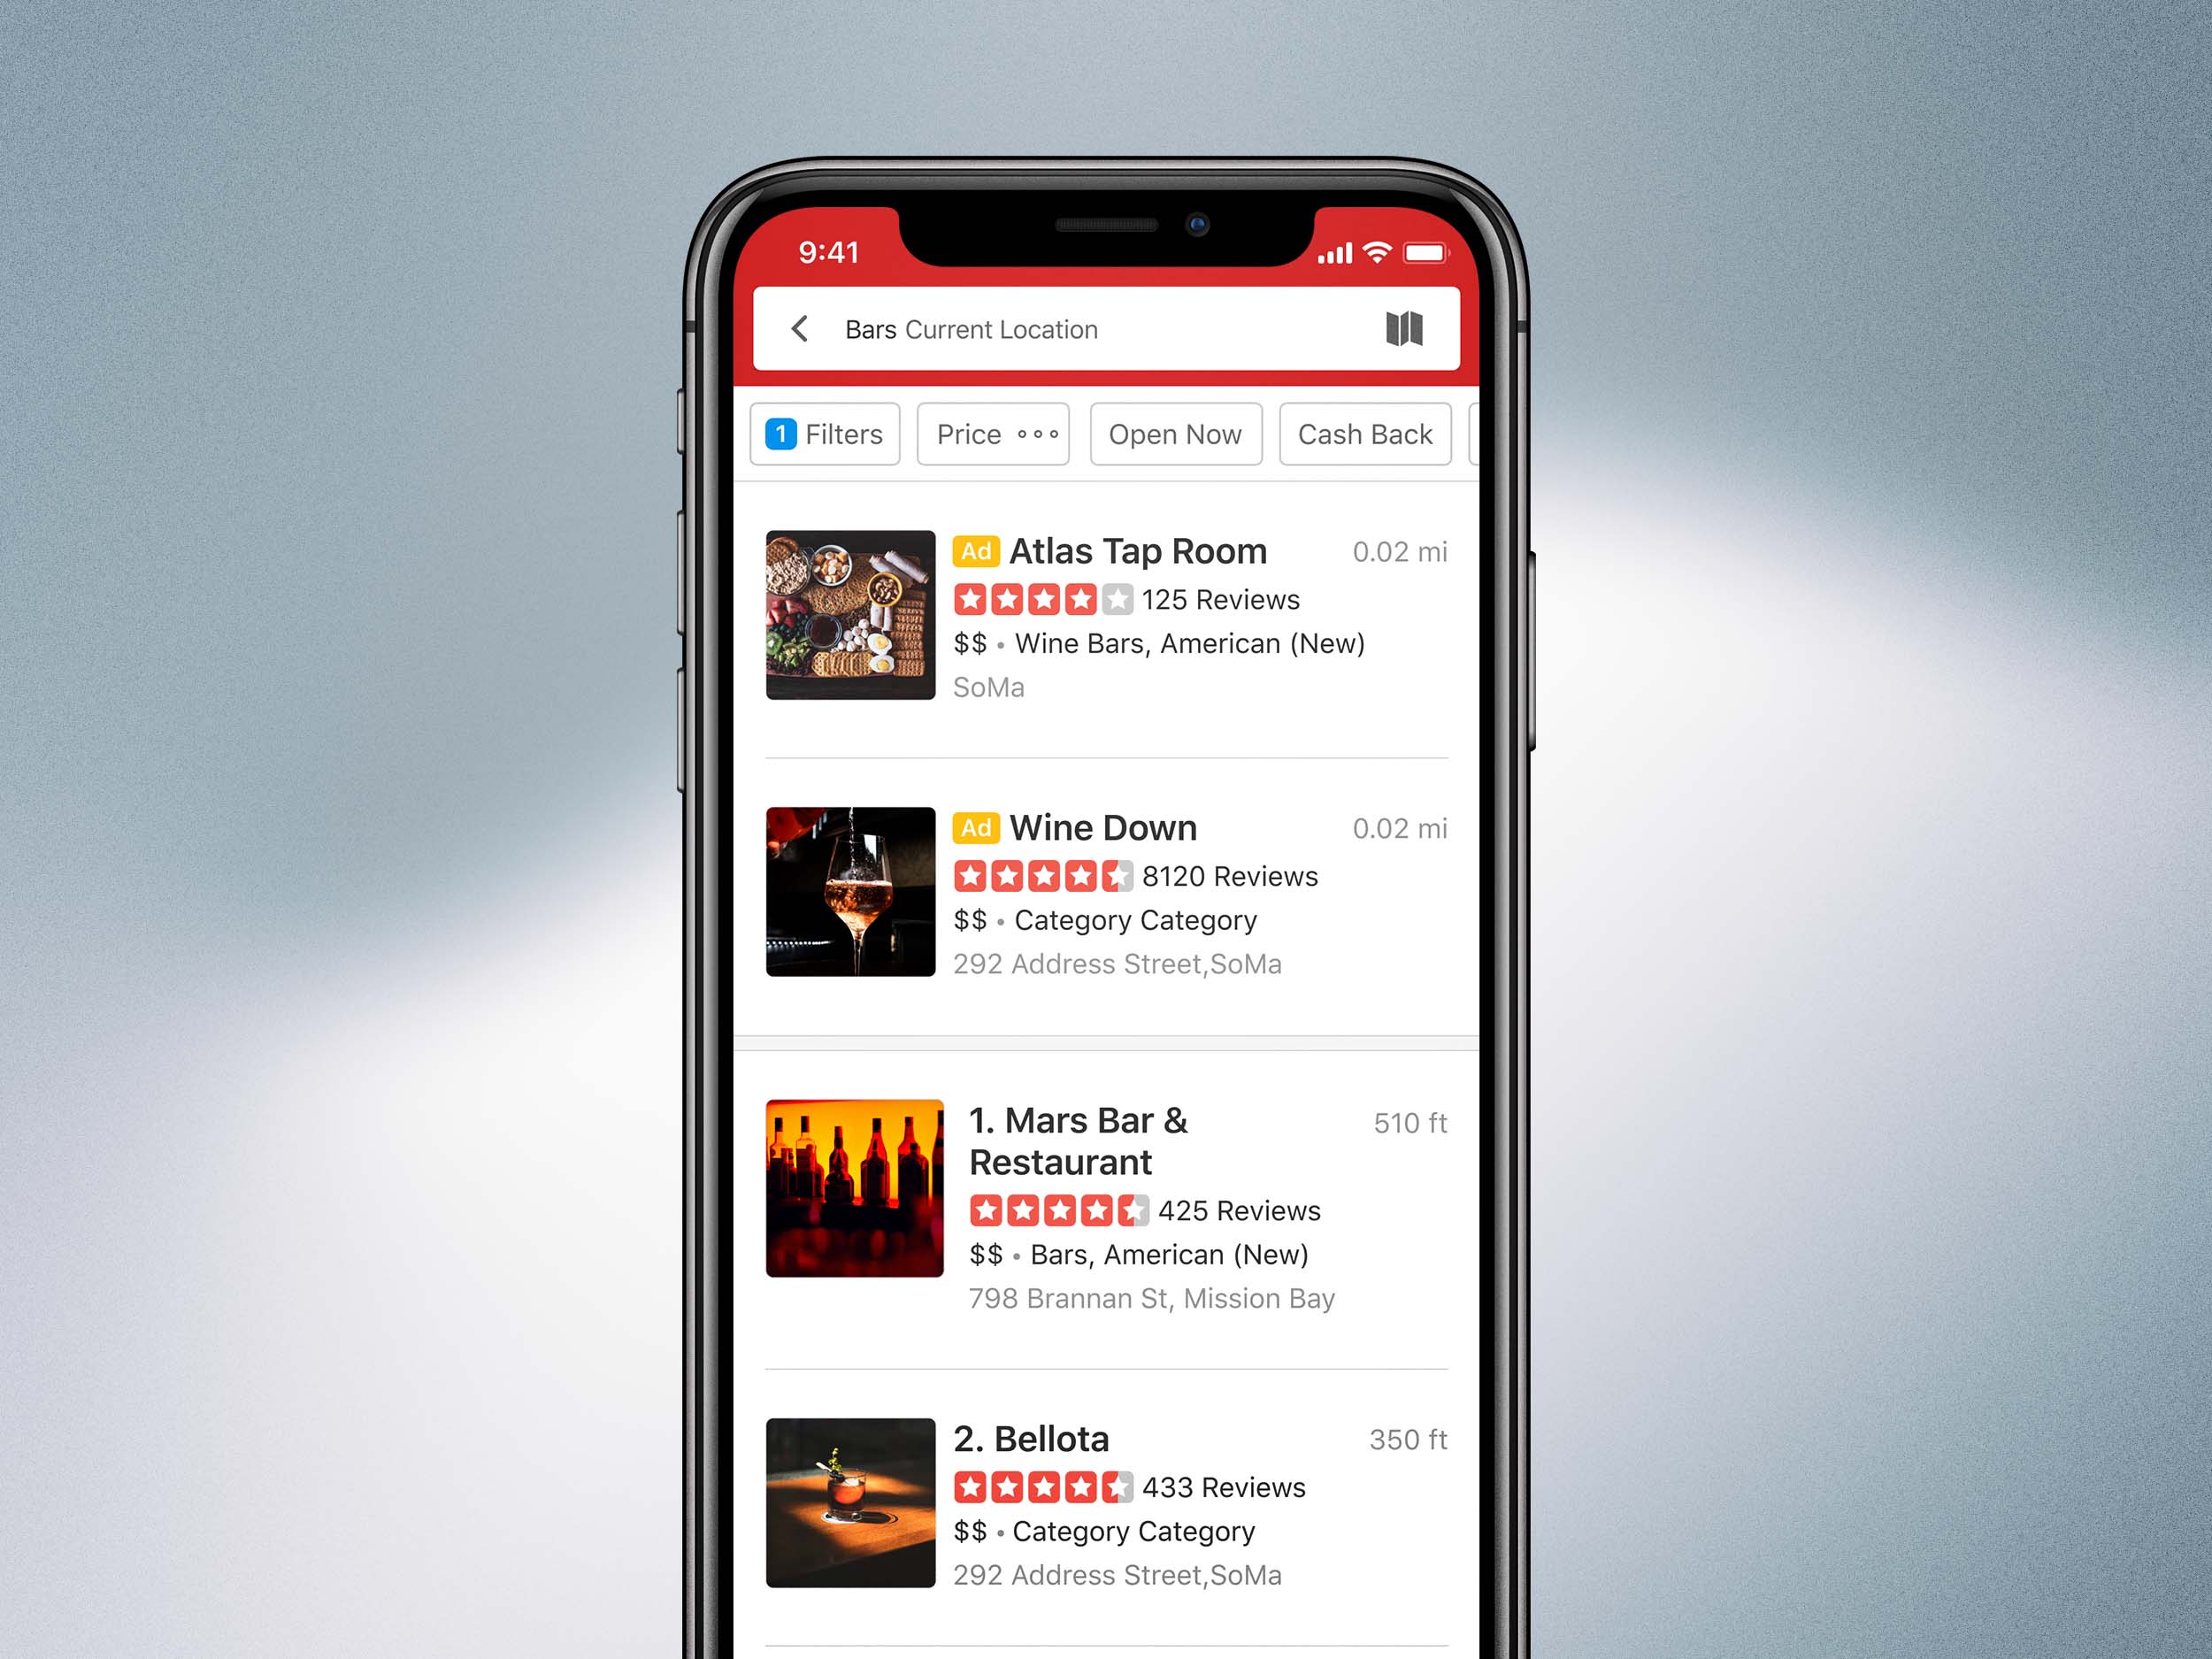 9:41
Bars Current Location
1 Filters
Price
Open Now
Cash Back
Ad Atlas Tap Room
0.02 mi
125 Reviews
$$ • Wine Bars, American (New)
SoMa
Ad Wine Down
0.02 mi
8120 Reviews
$$ • Category Category
292 Address Street,SoMa
1. Mars Bar &
Restaurant
510 ft
425 Reviews
$$ • Bars, American (New)
798 Brannan St, Mission Bay
2. Bellota
350 ft
433 Reviews
$$ • Category Category
292 Address Street,SoMa